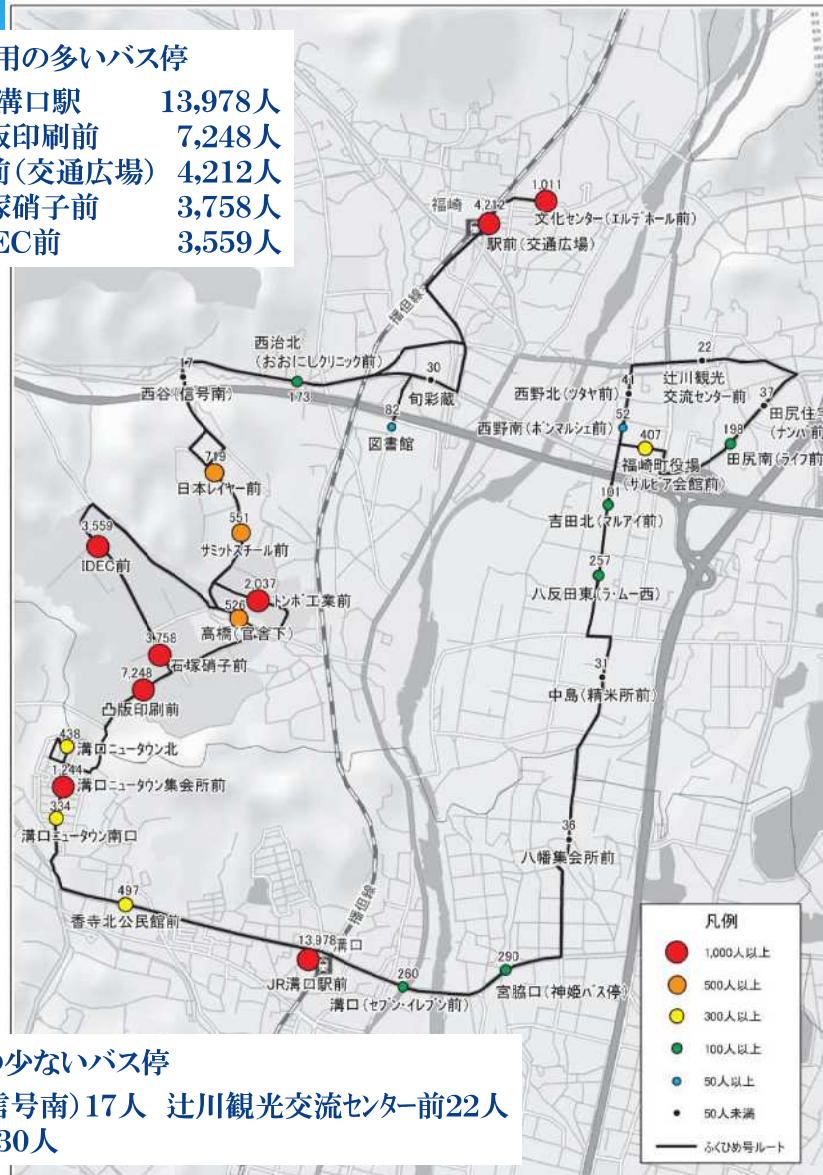 用の多いバス停
溝口駅 13,978人
版印刷前 7,248人
前(交通広場) 4,212人
塚硝子前 3,758人
EC前 3,559人
福崎
4,212
駅前(交通広場)
1,011
文化センター(エルデホール前)
播但線
西治北
(おおにしクリニック前)
173
17
西谷(信号南)
30
旬彩蔵
82
図書館
22
辻川観光
交流センター前
41
西野北(ツタヤ前)
52
西野南(ボンマルシェ前)
37
田尻住宅
(ナンバ前
198
田尻南(ライフ前)
407
福崎町役場
(サルビア会館前)
101
吉田北(マルアイ前)
257
八反田東(ラ・ムー西)
31
中島(精米所前)
36
八幡集会所前
719
日本レイヤー前
551
サミットスチール前
3,559
IDEC前
2,037
トンボ工業前
526
高橋(官舎下)
3,758
石塚硝子前
7,248
凸版印刷前
438
溝口ニュータウン北
1,244
溝口ニュータウン集会所前
334
溝口ニュータウン南口
497
香寺北公民館前
播但線
13,978
溝口
JR溝口駅前
260
溝口(セブン-イレブン前)
290
宮脇口(神姫バス停)
凡例
1,000人以上
500人以上
300人以上
100人以上
50人以上
50人未満
ふくひめ号ルート
の少ないバス停
信号南)17人 辻川観光交流センター前22人
30人